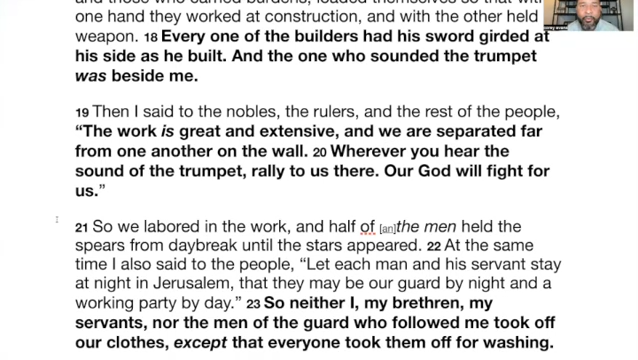 and those who carried burdens, loaded themselves so that with
one hand they worked at construction, and with the other held
weapon. 18 Every one of the builders had his sword girded at
his side as he built. And the one who sounded the trumpet
was beside me.
19 Then I said to the nobles, the rulers, and the rest of the people,
“The work is great and extensive, and we are separated far
from one another on the wall. 20 Wherever you hear the
sound of the trumpet, rally to us there. Our God will fight for
us.”
21 So we labored in the work, and half of [an]the men held the
spears from daybreak until the stars appeared. 22 At the same
time I also said to the people, “Let each man and his servant stay
at night in Jerusalem, that they may be our guard by night and a
working party by day.” 23 So neither I, my brethren, my
servants, nor the men of the guard who followed me took off
our clothes, except that everyone took them off for washing.